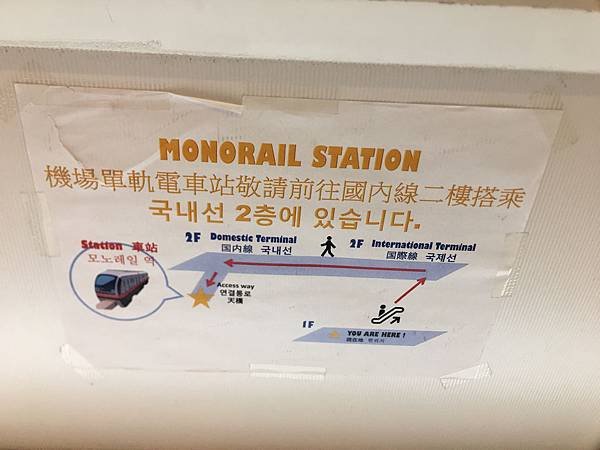 MONORAIL STATION
機場單軌電車站敬請前往國內線二樓搭乘
국내선 2층에 있습니다.
Station 車站
모노레일 역
2F Domestic Terminal
国内線 국내선
2F International Terminal
国際線 국제선
Access way
연결통로
天橋
1F
YOU ARE HERE !
現在地